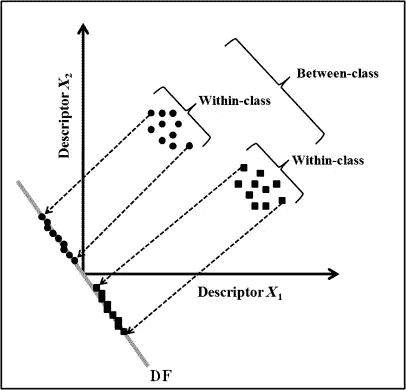 Between-class
Within-class
Within-class
Descriptor X₂
Descriptor X₁
DF